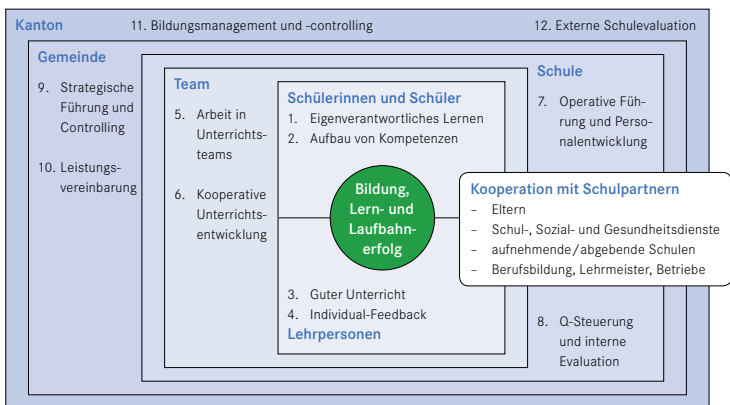 Kanton
11. Bildungsmanagement und -controlling
12. Externe Schulevaluation
Gemeinde
9. Strategische
Führung und
Controlling
10. Leistungs-
vereinbarung
Team
5. Arbeit in
Unterrichts-
teams
6. Kooperative
Unterrichts-
entwicklung
Schülerinnen und Schüler
1. Eigenverantwortliches Lernen
2. Aufbau von Kompetenzen
Bildung,
Lern- und
Laufbahn-
erfolg
3. Guter Unterricht
4. Individual-Feedback
Lehrpersonen
Schule
7. Operative Füh-
rung und Perso-
nalentwicklung
Kooperation mit Schulpartnern
- Eltern
- Schul-, Sozial- und Gesundheitsdienste
- aufnehmende/abgebende Schulen
- Berufsbildung, Lehrmeister, Betriebe
8. Q-Steuerung
und interne
Evaluation